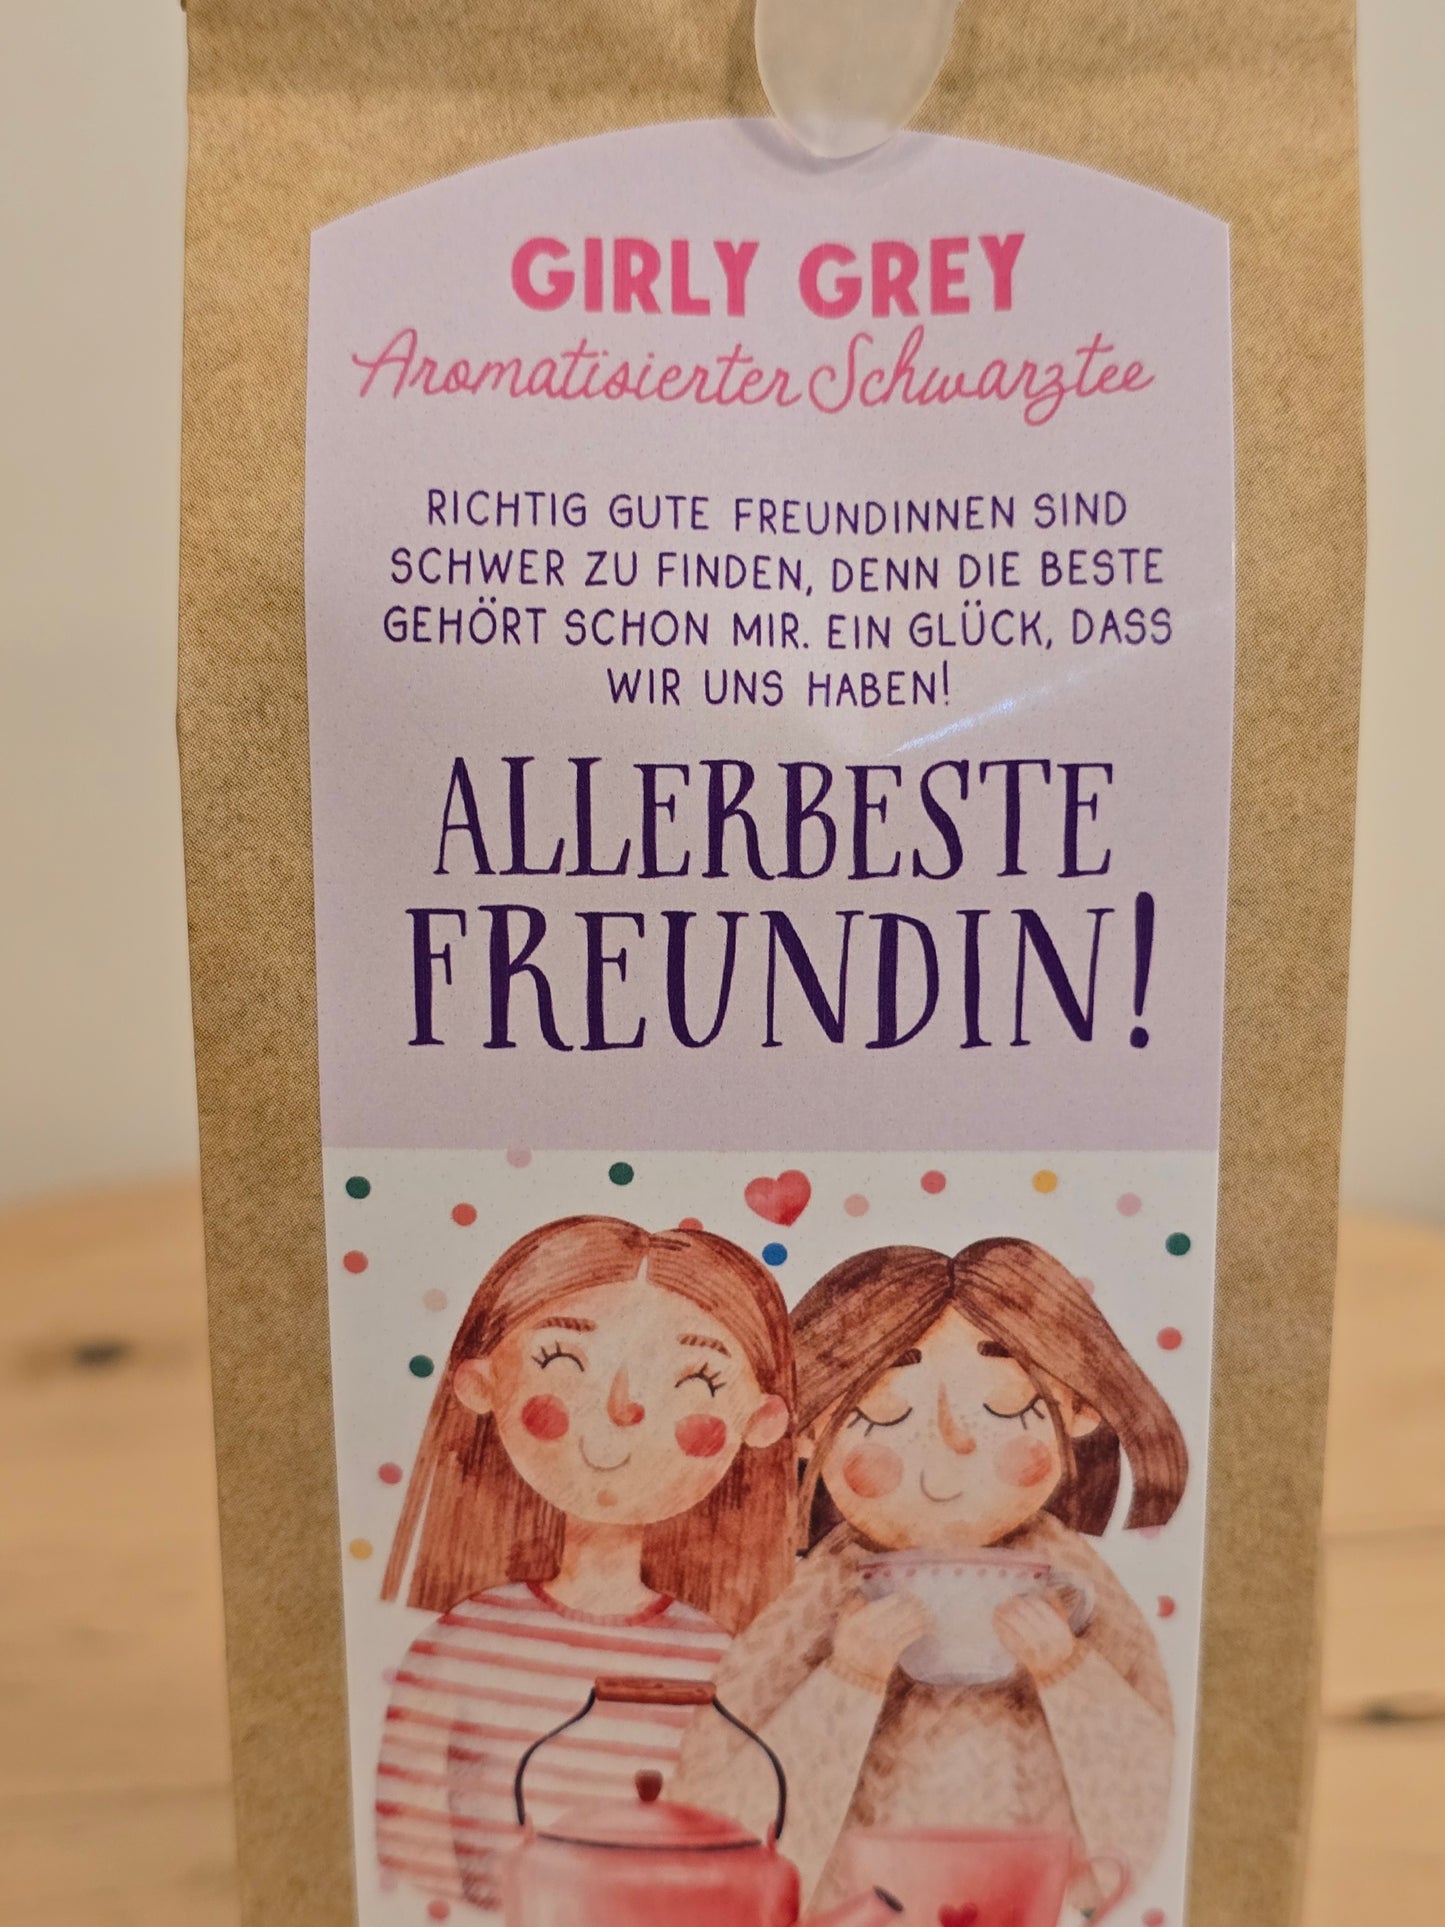 GIRLY GREY
Aromatisierter Schwarztee
RICHTIG GUTE FREUNDINNEN SIND
SCHWER ZU FINDEN, DENN DIE BESTE
GEHÖRT SCHON MIR. EIN GLÜCK, DASS
WIR UNS HABEN!
ALLERBESTE
FREUNDIN!